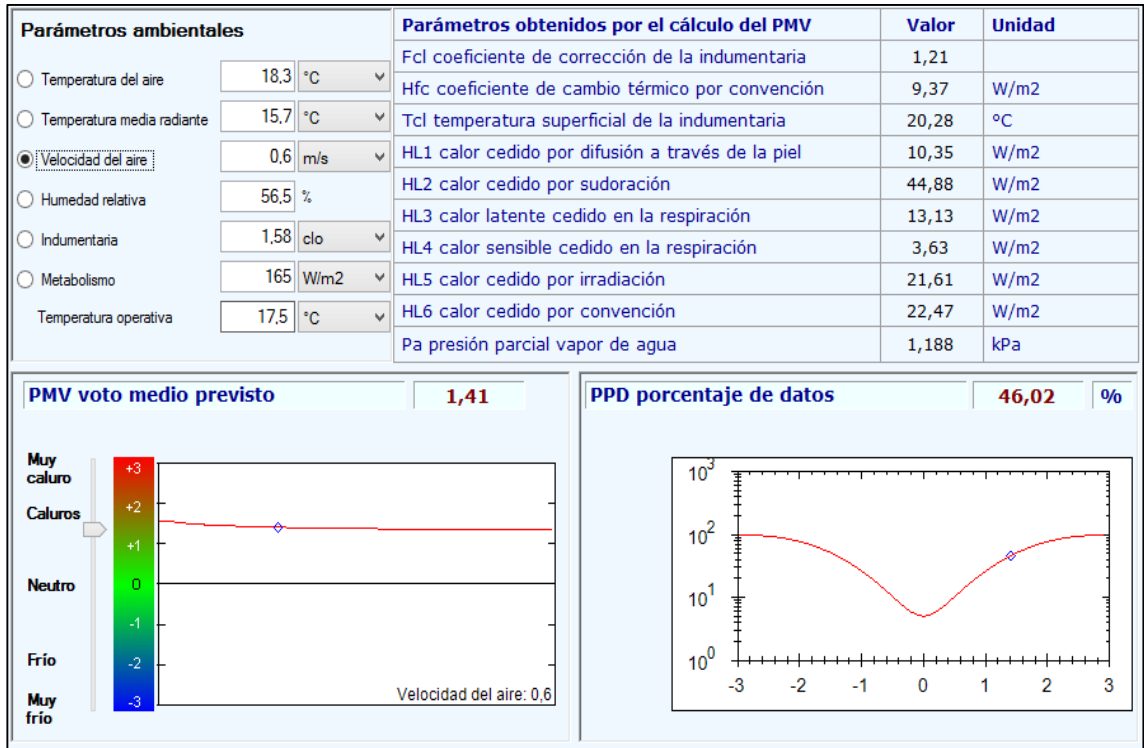 Parámetros ambientales
Temperatura del aire 18,3 °C
Temperatura media radiante 15,7 °C
Velocidad del aire 0,6 m/s
Humedad relativa 56,5 %
Indumentaria 1,58 clo
Metabolismo 165 W/m2
Temperatura operativa 17,5 °C
Parámetros obtenidos por el cálculo del PMV Valor Unidad
Fcl coeficiente de corrección de la indumentaria 1,21
Hfc coeficiente de cambio térmico por convención 9,37 W/m2
Tcl temperatura superficial de la indumentaria 20,28 °C
HL1 calor cedido por difusión a través de la piel 10,35 W/m2
HL2 calor cedido por sudoración 44,88 W/m2
HL3 calor latente cedido en la respiración 13,13 W/m2
HL4 calor sensible cedido en la respiración 3,63 W/m2
HL5 calor cedido por irradiación 21,61 W/m2
HL6 calor cedido por convención 22,47 W/m2
Pa presión parcial vapor de agua 1,188 kPa
PMV voto medio previsto 1,41
Muy
caluro
Caluros
Neutro
Frío
Muy
frío
+3
+2
+1
0
-1
-2
-3
Velocidad del aire: 0,6
PPD porcentaje de datos 46,02 %
10³
10²
10¹
10⁰
-3 -2 -1 0 1 2 3